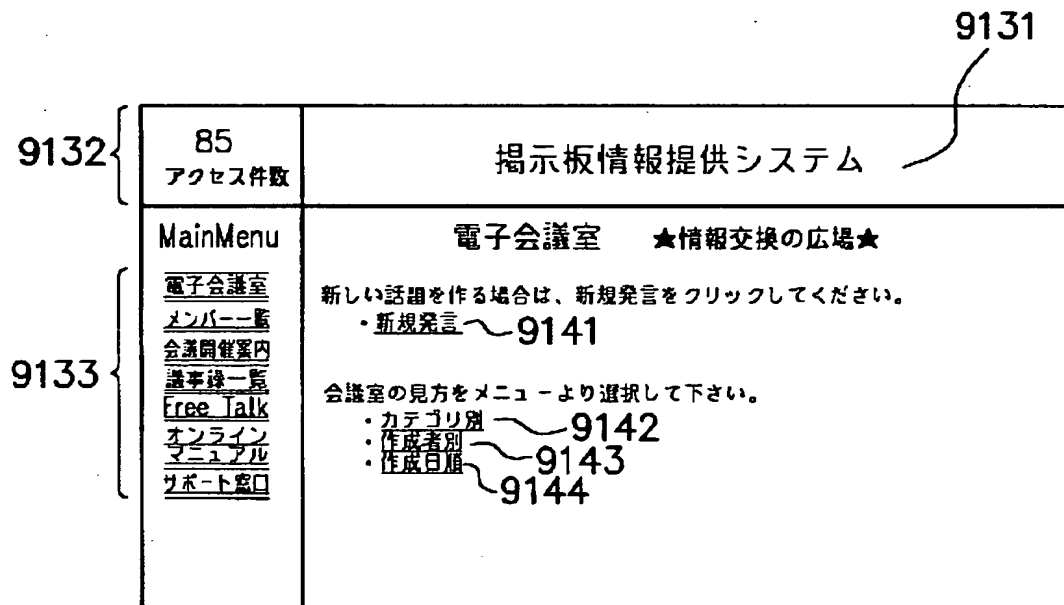 9131
9132
85
アクセス件数
掲示板情報提供システム
MainMenu
電子会議室 ★情報交換の広場★
9133
電子会議室
メンバー一覧
会議開催案内
議事録一覧
Free Talk
オンライン
マニュアル
サポート窓口
新しい話題を作る場合は、新規発言をクリックしてください。
・新規発言 9141
会議室の見方をメニューより選択して下さい。
・カテゴリ別 9142
・作成者別 9143
・作成日順 9144